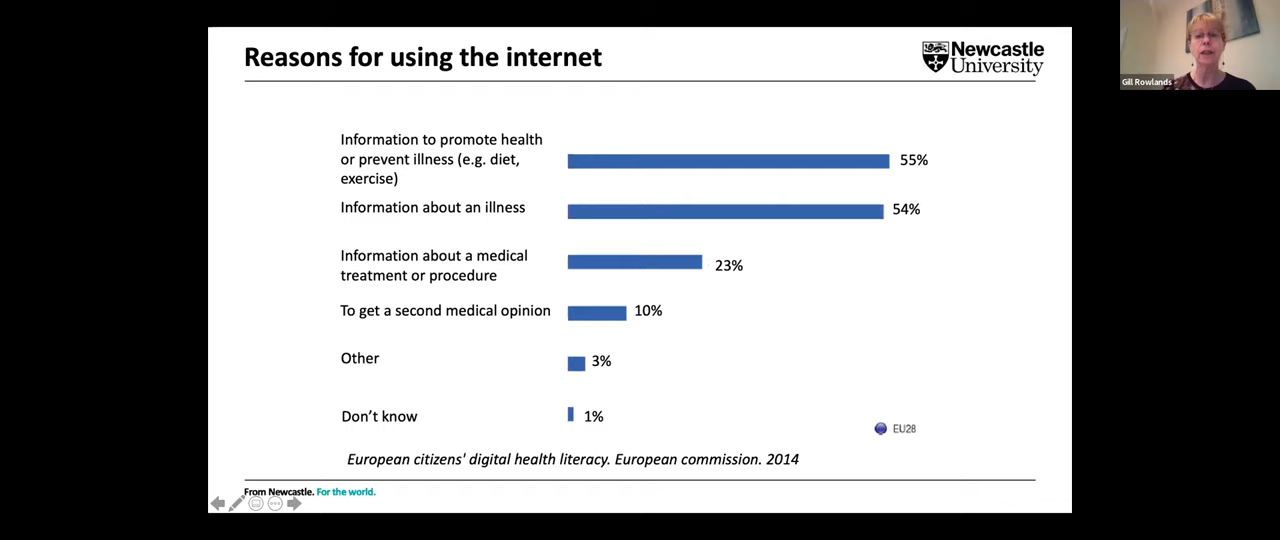 Reasons for using the internet
Newcastle
University
Gill Rowlands
Information to promote health
or prevent illness (e.g. diet,
exercise)
55%
Information about an illness
54%
Information about a medical
treatment or procedure
23%
To get a second medical opinion
10%
Other
3%
Don't know
1%
EU28
European citizens' digital health literacy. European commission. 2014
From Newcastle. For the world.